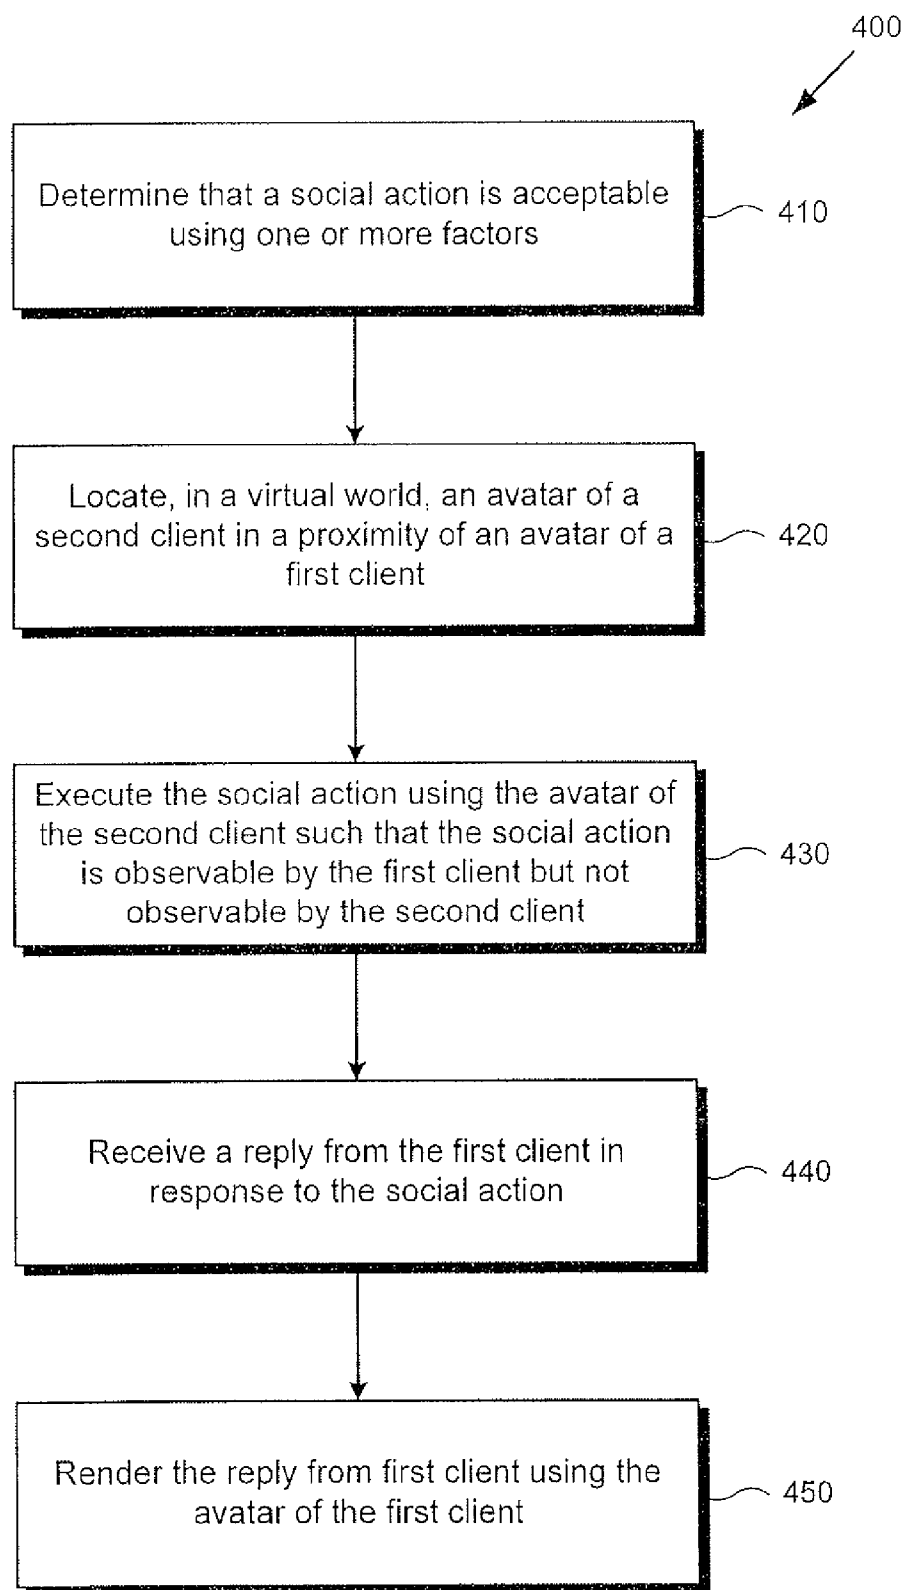 400
Determine that a social action is acceptable
using one or more factors
410
Locate, in a virtual world, an avatar of a
second client in a proximity of an avatar of a
first client
420
Execute the social action using the avatar of
the second client such that the social action
is observable by the first client but not
observable by the second client
430
Receive a reply from the first client in
response to the social action
440
Render the reply from first client using the
avatar of the first client
450